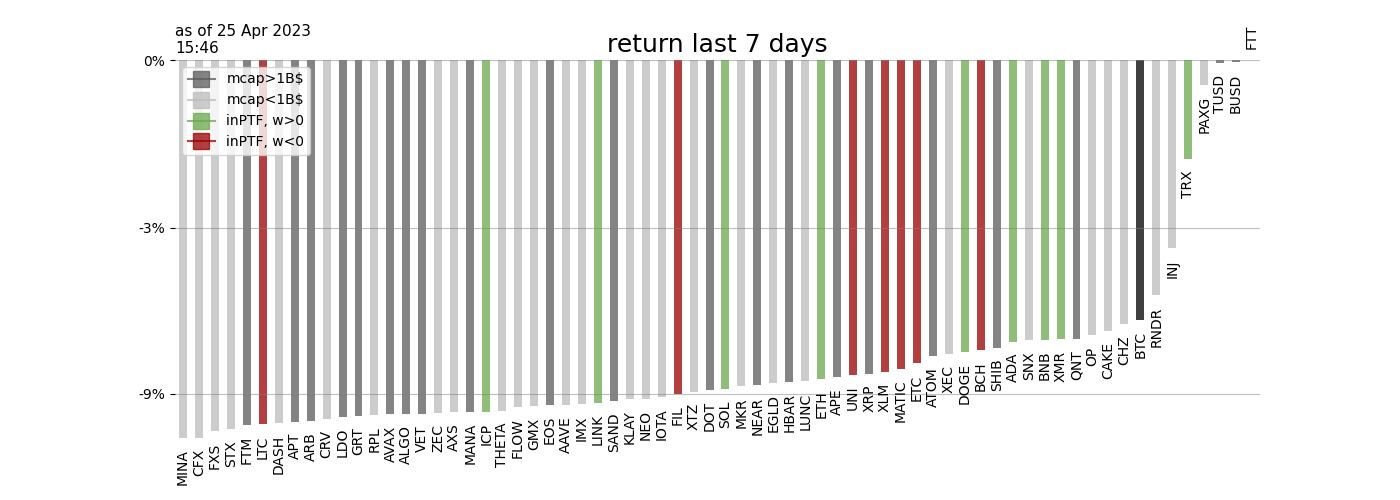 as of 25 Apr 2023
15:46
return last 7 days
FTT
0%
mcap>1B$
mcap<1B$
inPTF, w>0
inPTF, w<0
-3%
-9%
MINA
CFX
FXS
STX
FTM
LTC
DASH
APT
ARB
CRV
LDO
GRT
RPL
AVAX
ALGO
VET
ZEC
AXS
MANA
ICP
THETA
FLOW
GMX
EOS
AAVE
IMX
LINK
SAND
KLAY
NEO
IOTA
FIL
XTZ
DOT
SOL
MKR
NEAR
EGLD
HBAR
LUNC
ETH
APE
UNI
XRP
XLM
MATIC
ETC
ATOM
XEC
DOGE
BCH
SHIB
ADA
SNX
BNB
XMR
QNT
OP
CAKE
CHZ
BTC
RNDR
INJ
TRX
PAXG
TUSD
BUSD